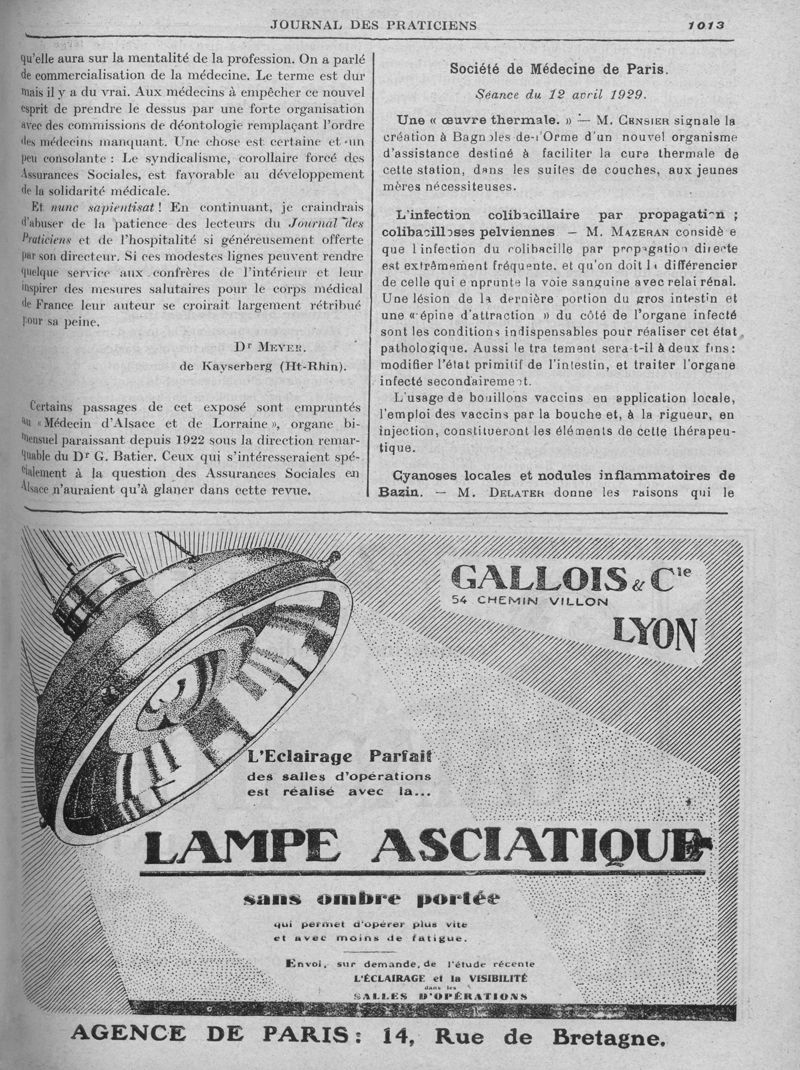 JOURNAL DES PRATICIENS
1013
qu'elle aura sur la mentalité de la profession. On a parlé
de commercialisation de la médecine. Le terme est dur
mais il y a du vrai. Aux médecins à empêcher ce nouvel
esprit de prendre le dessus par une forte organisation
avec des commissions de déontologie remplaçant l'ordre
des médecins manquant. Une chose est certaine et un
peu consolante : Le syndicalisme, corollaire forcé des
Assurances Sociales, est favorable au développement
de la solidarité médicale.
Et nunc sapientisat ! En continuant, je craindrais
d'abuser de la patience des lecteurs du Journal des
Praticiens et de l'hospitalité si généreusement offerte
par son directeur. Si ces modestes lignes peuvent rendre
quelque service aux confrères de l'intérieur et leur
inspirer des mesures salutaires pour le corps médical
de France leur auteur se croirait largement rétribué
pour sa peine.
Dr MEYER.
de Kaysersberg (Ht-Rhin).
Certains passages de cet exposé sont empruntés
au « Médecin d'Alsace et de Lorraine », organe bi-
mensuel paraissant depuis 1922 sous la direction remar-
quable du Dr G. Batier. Ceux qui s'intéresseraient spé-
cialement à la question des Assurances Sociales en
Alsace n'auraient qu'à glaner dans cette revue.
Société de Médecine de Paris.
Séance du 12 avril 1929.
Une « œuvre thermale. » — M. CENSIER signale la
création à Bagnoles-de-l'Orme d'un nouvel organisme
d'assistance destiné à faciliter la cure thermale de
cette station, dans les suites de couches, aux jeunes
mères nécessiteuses.
L'infection colibacillaire par propagation ;
colibacilloses pelviennes — M. MAZERAN considè e
que l infection du colibacille par propagation directe
est extrêmement fréquente, et qu'on doit la différencier
de celle qui e nprunte la voie sanguine avec relai rénal.
Une lésion de la dernière portion du gros intestin et
une « épine d'attraction » du côté de l'organe infecté
sont les conditions indispensables pour réaliser cet état
pathologique. Aussi le tra tement sera-t-il à deux fins :
modifier l'état primitif de l'intestin, et traiter l'organe
infecté secondairement.
L'usage de bouillons vaccins en application locale,
l'emploi des vaccins par la bouche et, à la rigueur, en
injection, constitueront les éléments de cette thérapeu-
tique.
Cyanoses locales et nodules inflammatoires de
Bazin. — M. DELATER donne les raisons qui le
GALLOIS & Cie
54 CHEMIN VILLON
LYON
L'Eclairage Parfait
des salles d'opérations
est réalisé avec la...
LAMPE ASCIATIQUE
sans ombre portée
qui permet d'opérer plus vite
et avec moins de fatigue.
Envoi, sur demande, de l'étude récente
L'ÉCLAIRAGE et la VISIBILITÉ
dans les
SALLES D'OPÉRATIONS
AGENCE DE PARIS : 14, Rue de Bretagne.